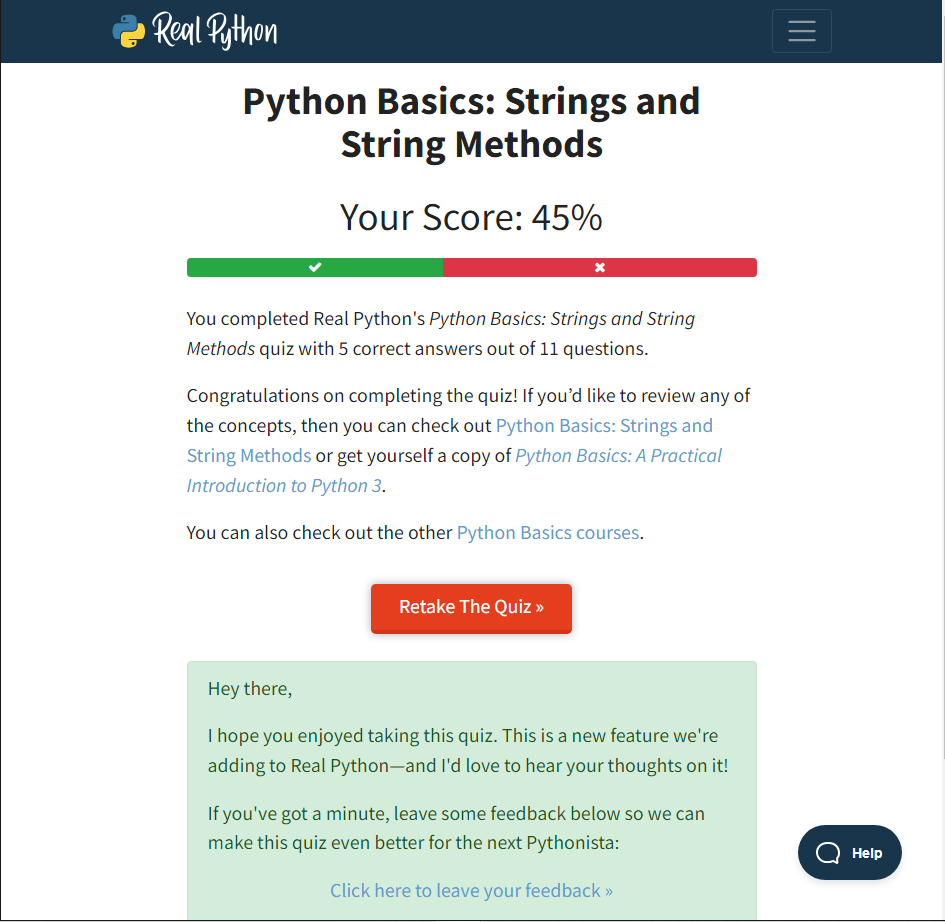 Real Python
Python Basics: Strings and
String Methods
Your Score: 45%
You completed Real Python's Python Basics: Strings and String
Methods quiz with 5 correct answers out of 11 questions.
Congratulations on completing the quiz! If you’d like to review any of
the concepts, then you can check out Python Basics: Strings and
String Methods or get yourself a copy of Python Basics: A Practical
Introduction to Python 3.
You can also check out the other Python Basics courses.
Retake The Quiz »
Hey there,
I hope you enjoyed taking this quiz. This is a new feature we're
adding to Real Python—and I'd love to hear your thoughts on it!
If you've got a minute, leave some feedback below so we can
make this quiz even better for the next Pythonista:
Click here to leave your feedback »
Help